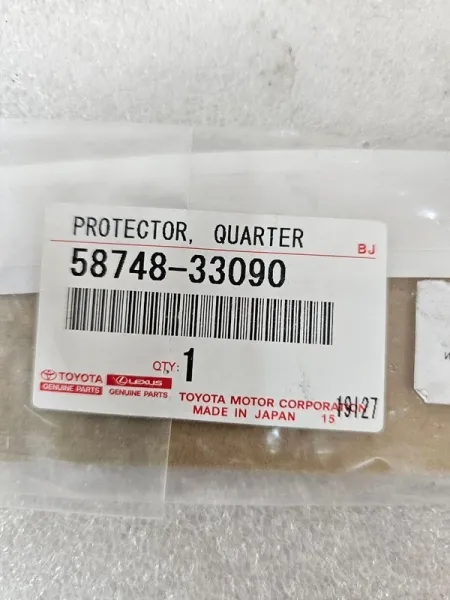 PROTECTOR, QUARTER
BJ
58748-33090
QTY: 1
TOYOTA LEXUS
GENUINE PARTS GENUINE PARTS
TOYOTA MOTOR CORPORATION
MADE IN JAPAN 15
19127